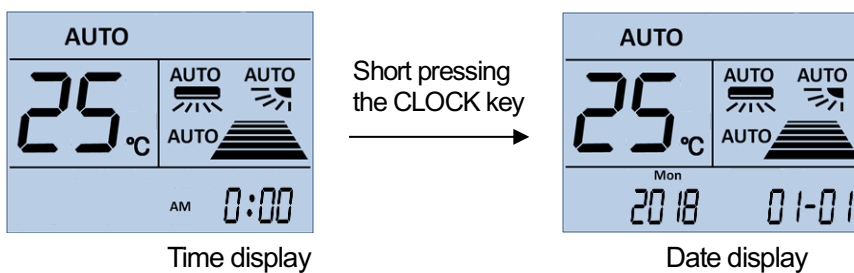 AUTO
25 °C
AUTO AUTO
AUTO
AM 0:00
Time display
Short pressing
the CLOCK key
AUTO
25 °C
AUTO AUTO
AUTO
Mon
2018 01-01
Date display